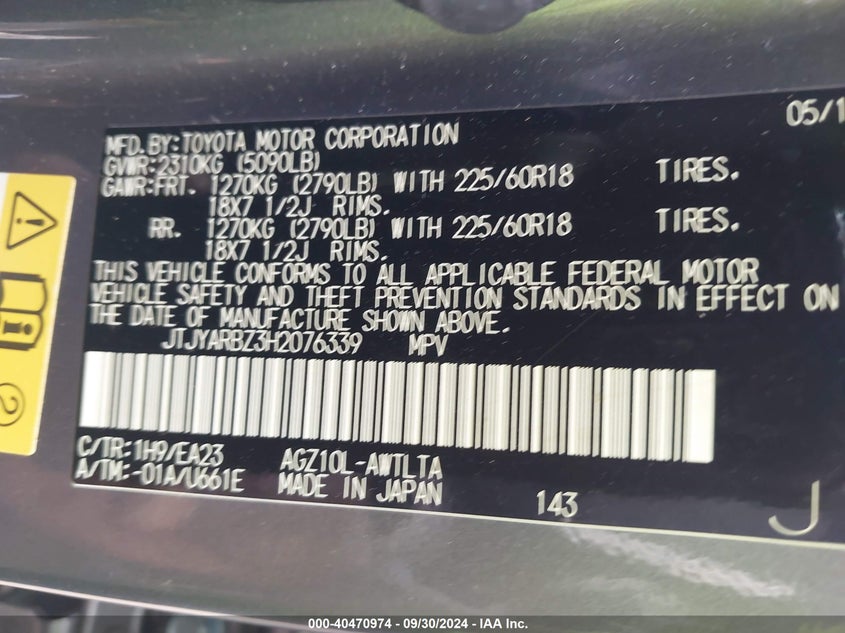 05/1
MFD.BY:TOYOTA MOTOR CORPORATION
GVWR:2310KG (5090LB)
GAWR:FRT. 1270KG (2790LB) WITH 225/60R18 TIRES.
18X7 1/2J RIMS.
RR. 1270KG (2790LB) WITH 225/60R18 TIRES.
18X7 1/2J RIMS.
THIS VEHICLE CONFORMS TO ALL APPLICABLE FEDERAL MOTOR
VEHICLE SAFETY AND THEFT PREVENTION STANDARDS IN EFFECT ON
THE DATE OF MANUFACTURE SHOWN ABOVE.
JTJYARBZ3H2076339 MPV
C/TR:1H9/EA23 AGZ10L-AWTLTA
A/TM:-01A/U661E MADE IN JAPAN
143
J
2
000-40470974 - 09/30/2024 - IAA Inc.